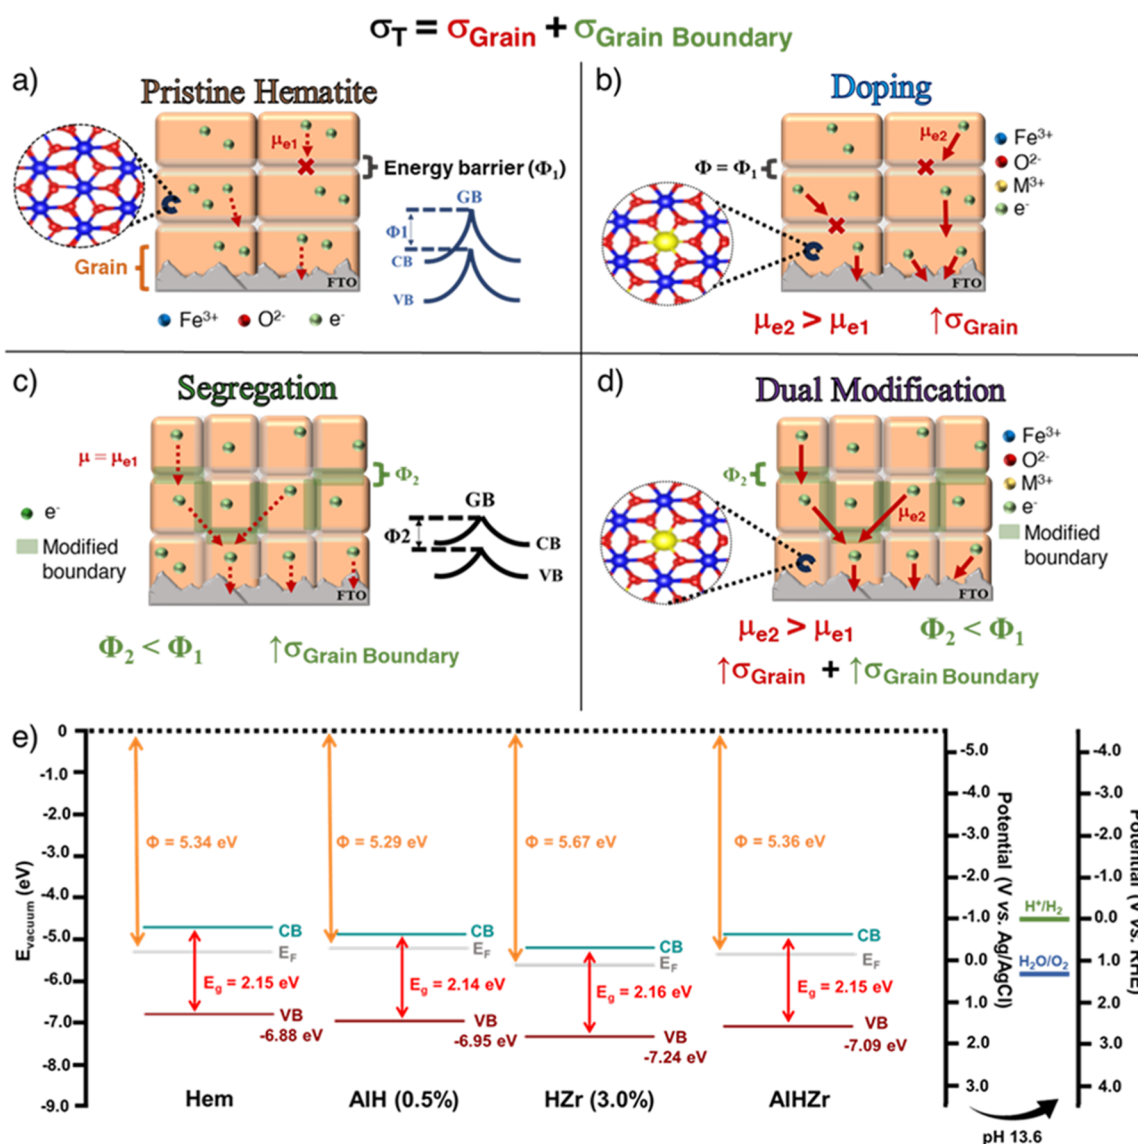 σT = σGrain + σGrain Boundary
a)
Pristine Hematite
μe1
Energy barrier (Φ1)
GB
Φ1
CB
VB
Grain
FTO
Fe³⁺ O²⁻ e⁻
b)
Doping
μe2
Φ = Φ1
Fe³⁺
O²⁻
M³⁺
e⁻
FTO
μe2 > μe1 ↑σGrain
c)
Segregation
μ = μe1
Φ2
e⁻
Modified
boundary
GB
Φ2
CB
VB
FTO
Φ2 < Φ1 ↑σGrain Boundary
d)
Dual Modification
Φ2
μe2
Fe³⁺
O²⁻
M³⁺
e⁻
Modified
boundary
FTO
μe2 > μe1 Φ2 < Φ1
↑σGrain + ↑σGrain Boundary
e)
Evacuum (eV)
0
-1.0
-2.0
-3.0
-4.0
-5.0
-6.0
-7.0
-8.0
-9.0
Φ = 5.34 eV
CB
EF
Eg = 2.15 eV
VB
-6.88 eV
Hem
Φ = 5.29 eV
CB
EF
Eg = 2.14 eV
VB
-6.95 eV
AlH (0.5%)
Φ = 5.67 eV
CB
EF
Eg = 2.16 eV
VB
-7.24 eV
HZr (3.0%)
Φ = 5.36 eV
CB
EF
Eg = 2.15 eV
VB
-7.09 eV
AlHZr
-5.0
-4.0
-3.0
-2.0
-1.0
0.0
1.0
2.0
3.0
Potential (V vs. Ag/AgCl)
H⁺/H2
H2O/O2
-4.0
-3.0
-2.0
-1.0
0.0
1.0
2.0
3.0
4.0
Potential (V vs. RHE)
pH 13.6